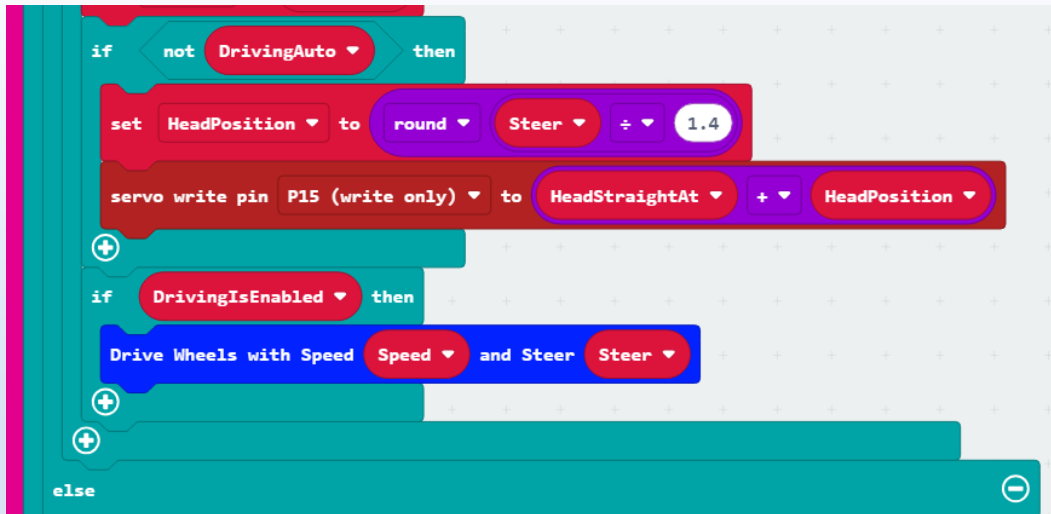 if not DrivingAuto then
set HeadPosition to round Steer ÷ 1.4
servo write pin P15 (write only) to HeadStraightAt + HeadPosition
if DrivingIsEnabled then
Drive Wheels with Speed Speed and Steer Steer
else